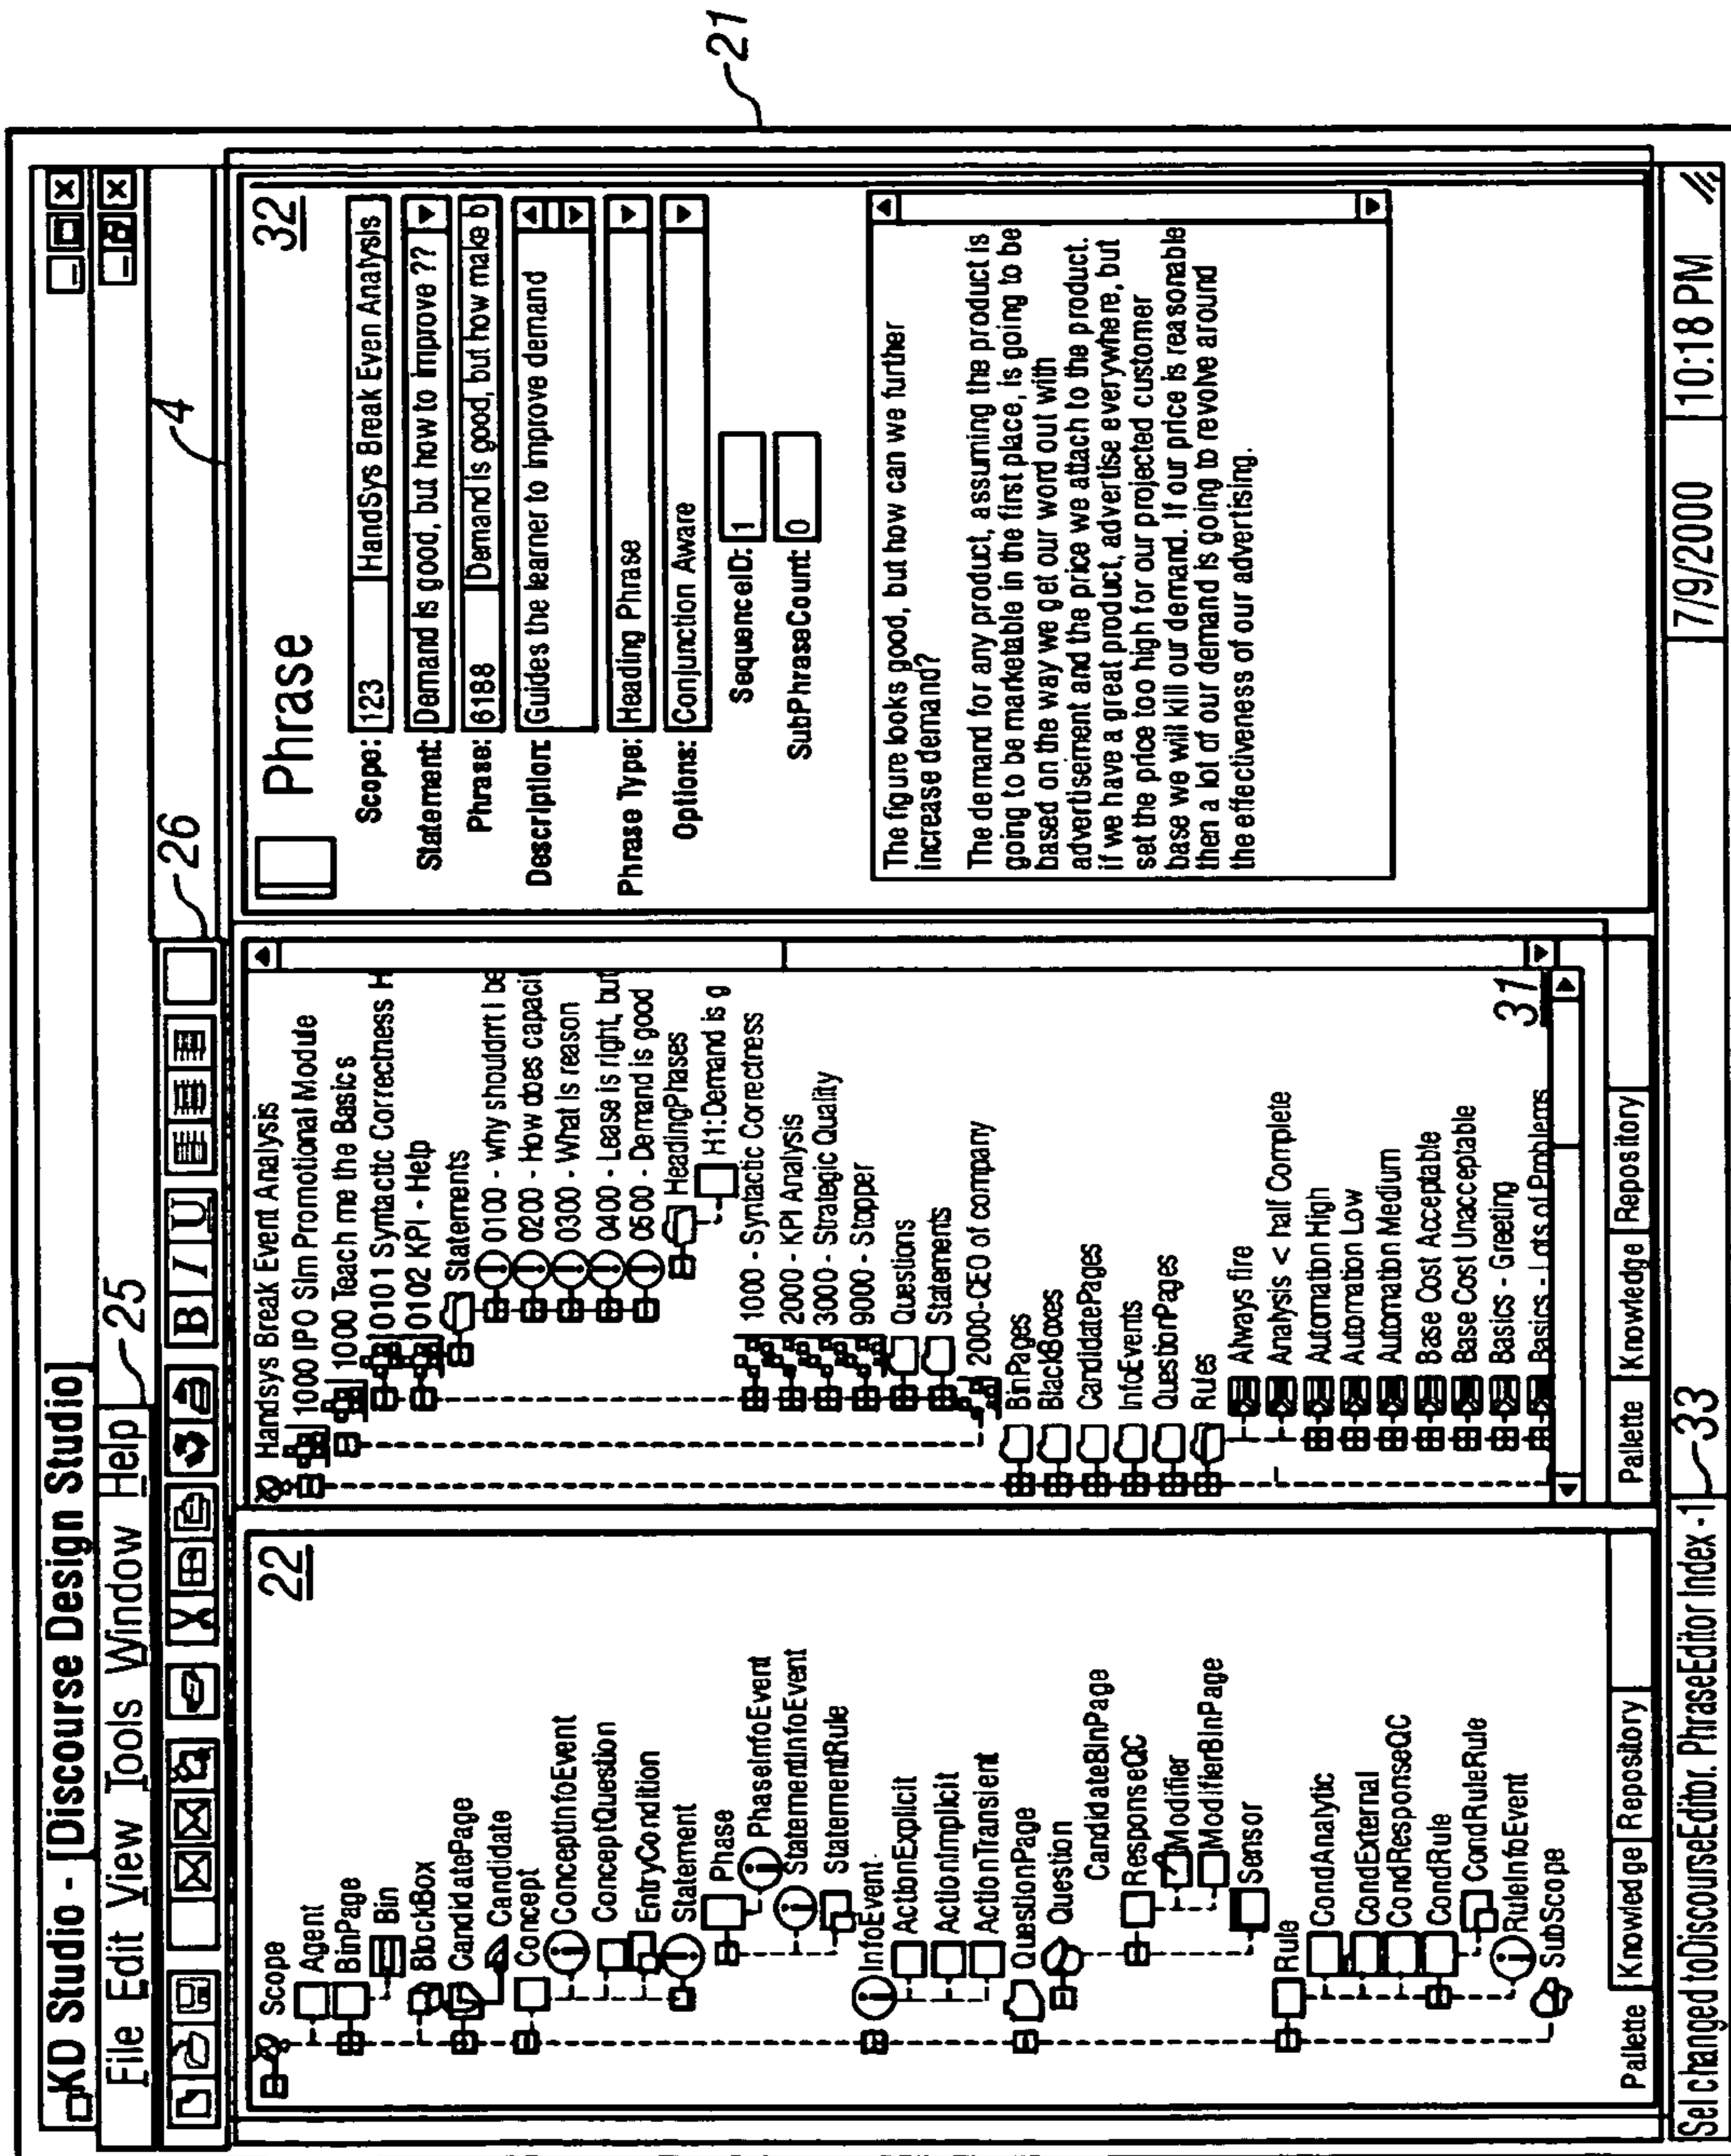 KD Studio - [Discourse Design Studio]
File Edit View Tools Window Help
25
B I U
26
4
21
22
Scope
Agent
BinPage
Bin
BlockBox
CandidatePage
Candidate
Concept
ConceptInfoEvent
ConceptQuestion
EntryCondition
Statement
Phase
PhaseInfoEvent
StatementInfoEvent
StatementRule
InfoEvent
ActionExplicit
ActionImplicit
ActionTransient
QuestionPage
Question
CandidateBinPage
ResponseQC
Modifier
ModifierBinPage
Sensor
Rule
CondAnalytic
CondExternal
CondResponseQC
CondRule
CondRuleRule
RuleInfoEvent
SubScope
Pallette Knowledge Repository
Handsys Break Event Analysis
1000 IPO Sim Promotional Module
1100 Teach me the Basics
0101 Syntactic Correctness H
0102 KPI - Help
Statements
0100 - why shouldn't I be
0200 - How does capacit
0300 - What is reason
0400 - Lease is right, but
0500 - Demand is good
HeadingPhases
H1:Demand is g
1000 - Syntactic Correctness
2000 - KPI Analysis
3000 - Strategic Quality
9000 - Stopper
Questions
Statements
2000-CEO of company
BinPages
BlackBoxes
CandidatePages
InfoEvents
QuestionPages
Rules
Always fire
Analysis < half Complete
Automation High
Automation Low
Automation Medium
Base Cost Acceptable
Base Cost Unacceptable
Basics - Greeting
Basics - Lots of Problems
31
Pallette Knowledge Repository
Phrase
32
Scope: 123 HandSys Break Even Analysis
Statement: Demand is good, but how to improve ??
Phrase: 6188 Demand is good, but how make b
Description: Guides the learner to improve demand
Phrase Type: Heading Phrase
Options: Conjunction Aware
SequenceID: 1
SubPhraseCount: 0
The figure looks good, but how can we further
increase demand?
The demand for any product, assuming the product is
going to be marketable in the first place, is going to be
based on the way we get our word out with
advertisement and the price we attach to the product.
if we have a great product, advertise everywhere, but
set the price too high for our projected customer
base we will kill our demand. If our price is reasonable
then a lot of our demand is going to revolve around
the effectiveness of our advertising.
Sel changed toDiscourseEditor. PhraseEditor Index -1
33
7/9/2000 10:18 PM